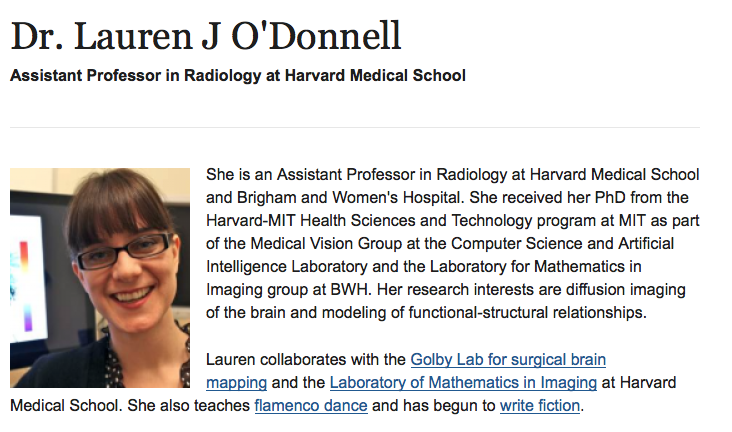 Dr. Lauren J O'Donnell
Assistant Professor in Radiology at Harvard Medical School
She is an Assistant Professor in Radiology at Harvard Medical School
and Brigham and Women's Hospital. She received her PhD from the
Harvard-MIT Health Sciences and Technology program at MIT as part
of the Medical Vision Group at the Computer Science and Artificial
Intelligence Laboratory and the Laboratory for Mathematics in
Imaging group at BWH. Her research interests are diffusion imaging
of the brain and modeling of functional-structural relationships.
Lauren collaborates with the Golby Lab for surgical brain
mapping and the Laboratory of Mathematics in Imaging at Harvard
Medical School. She also teaches flamenco dance and has begun to write fiction.